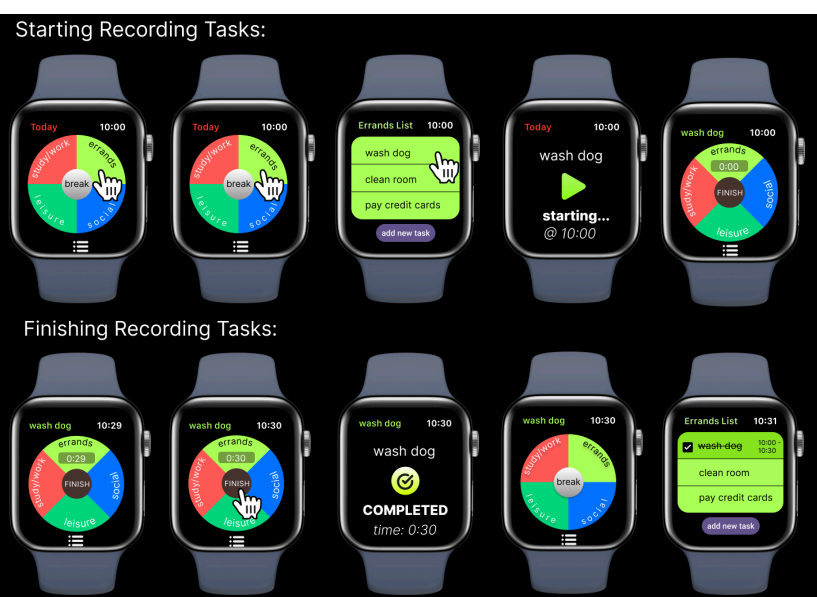 Starting Recording Tasks:
Today 10:00
study/work
errands
break
leisure
social
Today 10:00
study/work
errands
break
leisure
social
Errands List 10:00
wash dog
clean room
pay credit cards
add new task
Today 10:00
wash dog
starting...
@ 10:00
wash dog 10:00
errands
0:00
study/work
FINISH
social
leisure
Finishing Recording Tasks:
wash dog 10:29
errands
0:29
study/work
FINISH
social
leisure
wash dog 10:30
errands
0:30
study/work
FINISH
social
leisure
wash dog 10:30
wash dog
COMPLETED
time: 0:30
wash dog 10:30
study/work
errands
break
leisure
social
Errands List 10:31
wash dog 10:00 -
10:30
clean room
pay credit cards
add new task